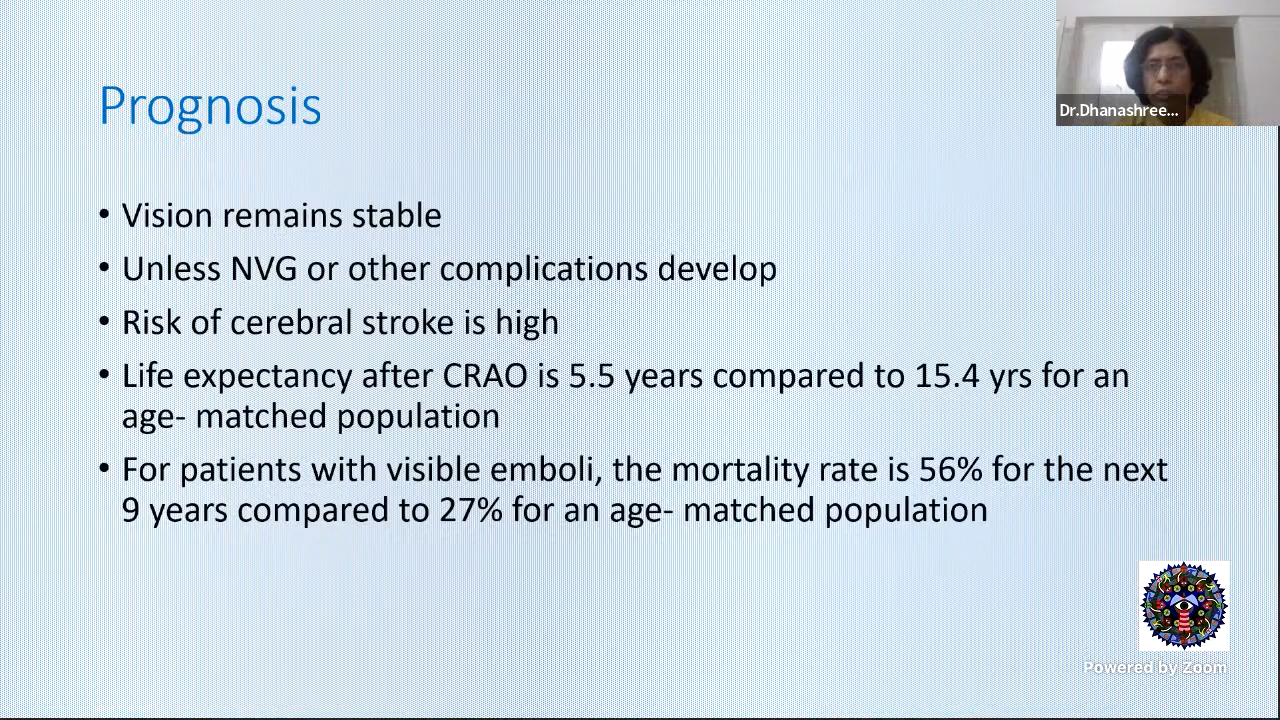 Dr.Dhanashree...
Prognosis
• Vision remains stable
• Unless NVG or other complications develop
• Risk of cerebral stroke is high
• Life expectancy after CRAO is 5.5 years compared to 15.4 yrs for an
age- matched population
• For patients with visible emboli, the mortality rate is 56% for the next
9 years compared to 27% for an age- matched population
Powered by Zoom